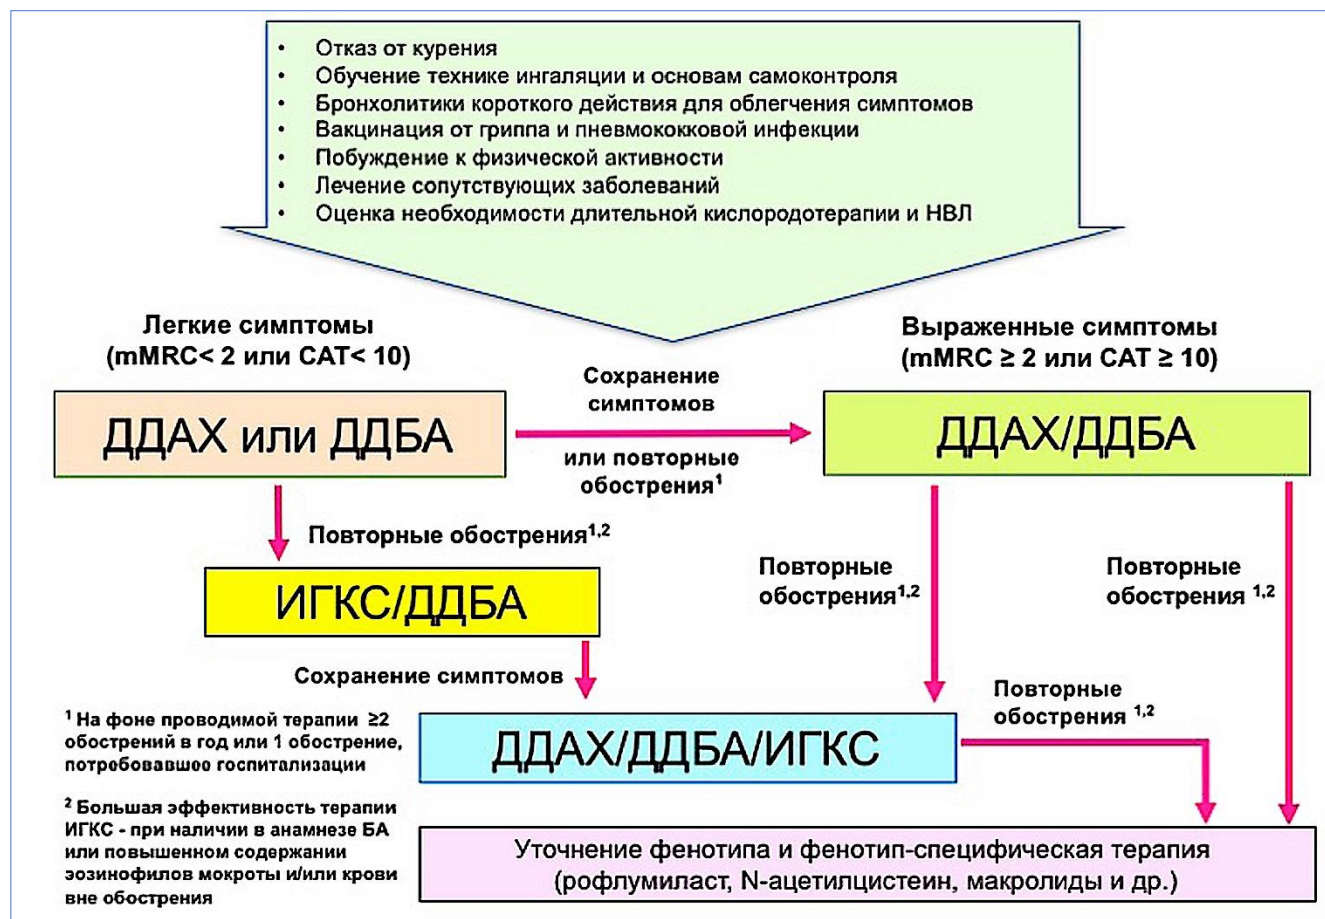 • Отказ от курения
• Обучение технике ингаляции и основам самоконтроля
• Бронхолитики короткого действия для облегчения симптомов
• Вакцинация от гриппа и пневмококковой инфекции
• Побуждение к физической активности
• Лечение сопутствующих заболеваний
• Оценка необходимости длительной кислородотерапии и НВЛ
Легкие симптомы
(mMRC< 2 или CAT< 10)
Выраженные симптомы
(mMRC ≥ 2 или CAT ≥ 10)
ДДАХ или ДДБА
Сохранение
симптомов
или повторные
обострения¹
ДДАХ/ДДБА
Повторные обострения¹,²
ИГКС/ДДБА
Сохранение симптомов
Повторные
обострения¹,²
Повторные
обострения ¹,²
ДДАХ/ДДБА/ИГКС
Повторные
обострения ¹,²
Уточнение фенотипа и фенотип-специфическая терапия
(рофлумиласт, N-ацетилцистеин, макролиды и др.)
¹ На фоне проводимой терапии ≥2
обострений в год или 1 обострение,
потребовавшее госпитализации
² Большая эффективность терапии
ИГКС - при наличии в анамнезе БА
или повышенном содержании
эозинофилов мокроты и/или крови
вне обострения